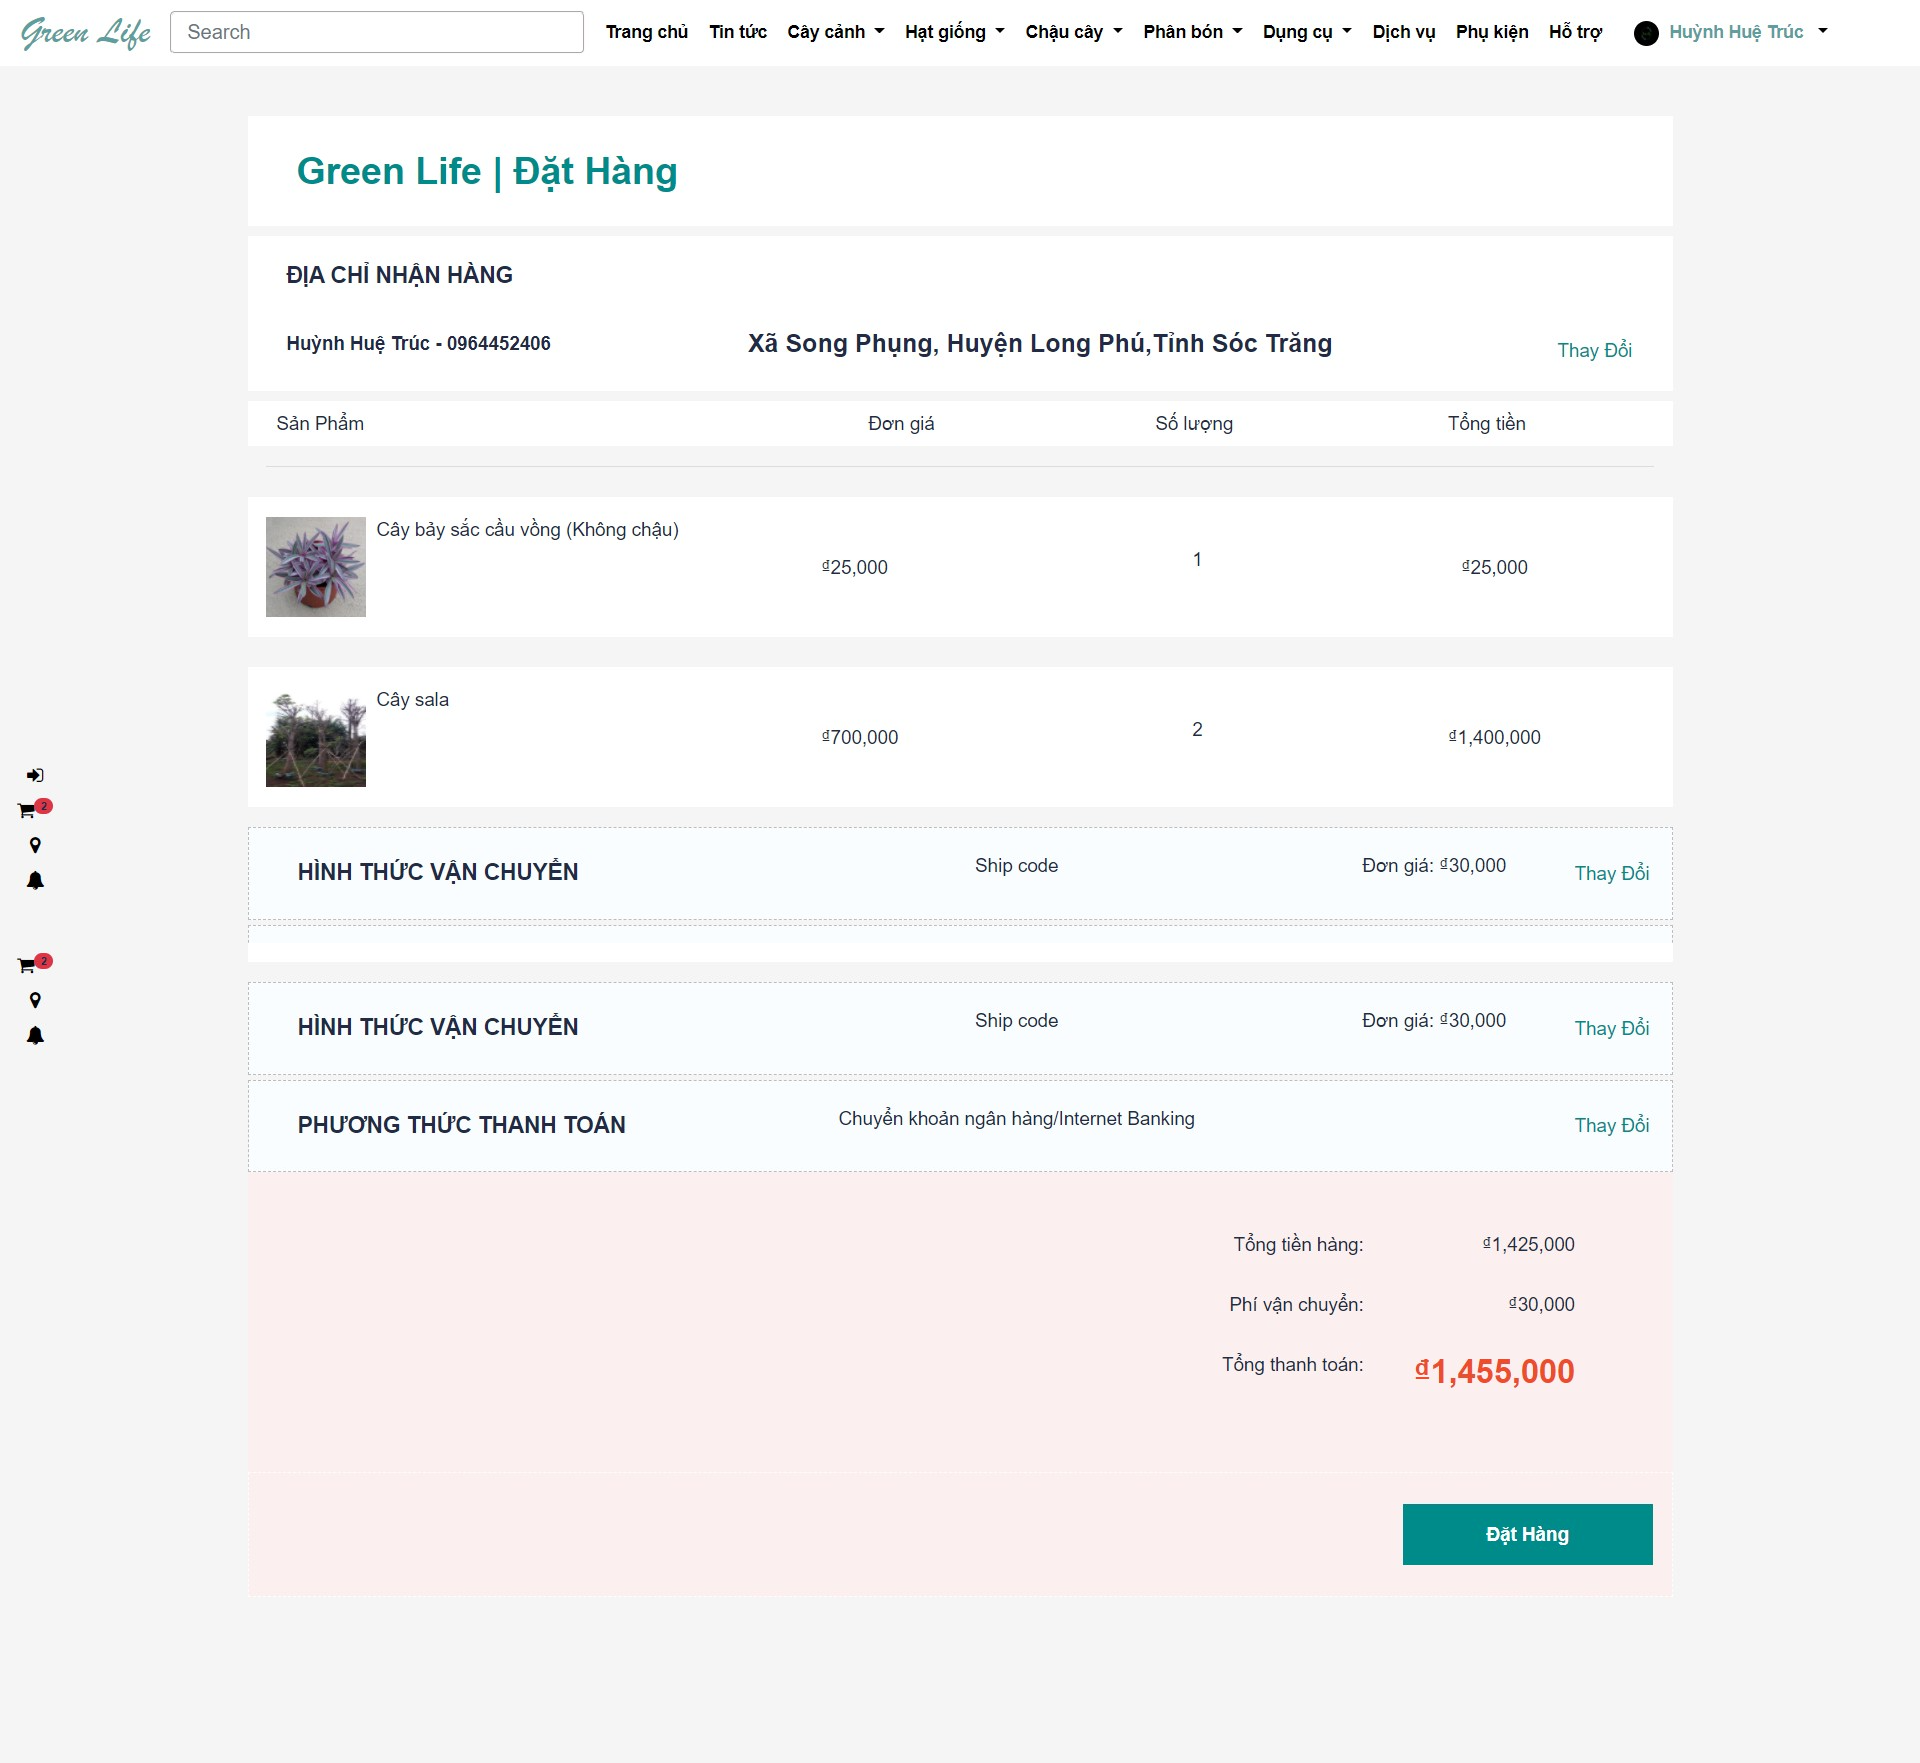 Green Life Search Trang chủ Tin tức Cây cảnh Hạt giống Chậu cây Phân bón Dụng cụ Dịch vụ Phụ kiện Hỗ trợ Huỳnh Huệ Trúc
Green Life | Đặt Hàng
ĐỊA CHỈ NHẬN HÀNG
Huỳnh Huệ Trúc - 0964452406 Xã Song Phụng, Huyện Long Phú,Tỉnh Sóc Trăng Thay Đổi
Sản Phẩm Đơn giá Số lượng Tổng tiền
Cây bảy sắc cầu vồng (Không chậu)
₫25,000 1 ₫25,000
Cây sala
₫700,000 2 ₫1,400,000
2
HÌNH THỨC VẬN CHUYỂN Ship code Đơn giá: ₫30,000 Thay Đổi
2
HÌNH THỨC VẬN CHUYỂN Ship code Đơn giá: ₫30,000 Thay Đổi
PHƯƠNG THỨC THANH TOÁN Chuyển khoản ngân hàng/Internet Banking Thay Đổi
Tổng tiền hàng: ₫1,425,000
Phí vận chuyển: ₫30,000
Tổng thanh toán: ₫1,455,000
Đặt Hàng